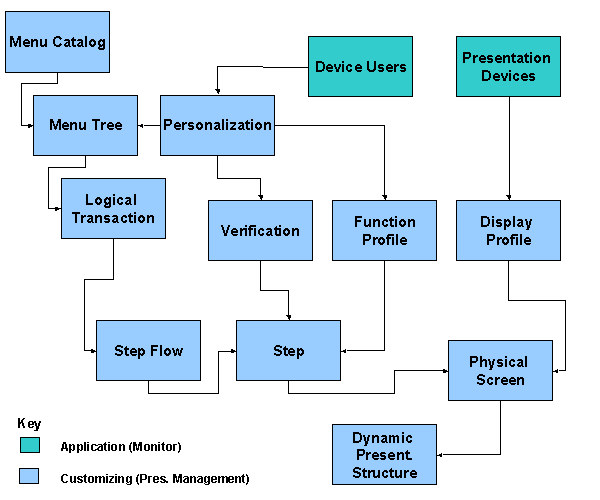 Menu Catalog
Device Users
Presentation
Devices
Menu Tree
Personalization
Logical
Transaction
Verification
Function
Profile
Display
Profile
Step Flow
Step
Physical
Screen
Key
Application (Monitor)
Customizing (Pres. Management)
Dynamic
Present.
Structure